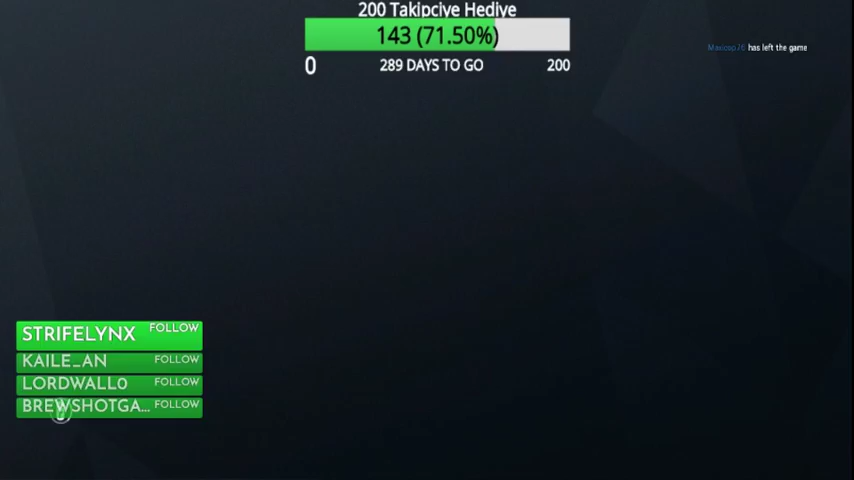 200 Takipçiye Hediye
143 (71.50%)
0 289 DAYS TO GO 200
has left the game
STRIFELYNX FOLLOW
KAILE_AN FOLLOW
LORDWALL0 FOLLOW
BREWSHOTGA... FOLLOW